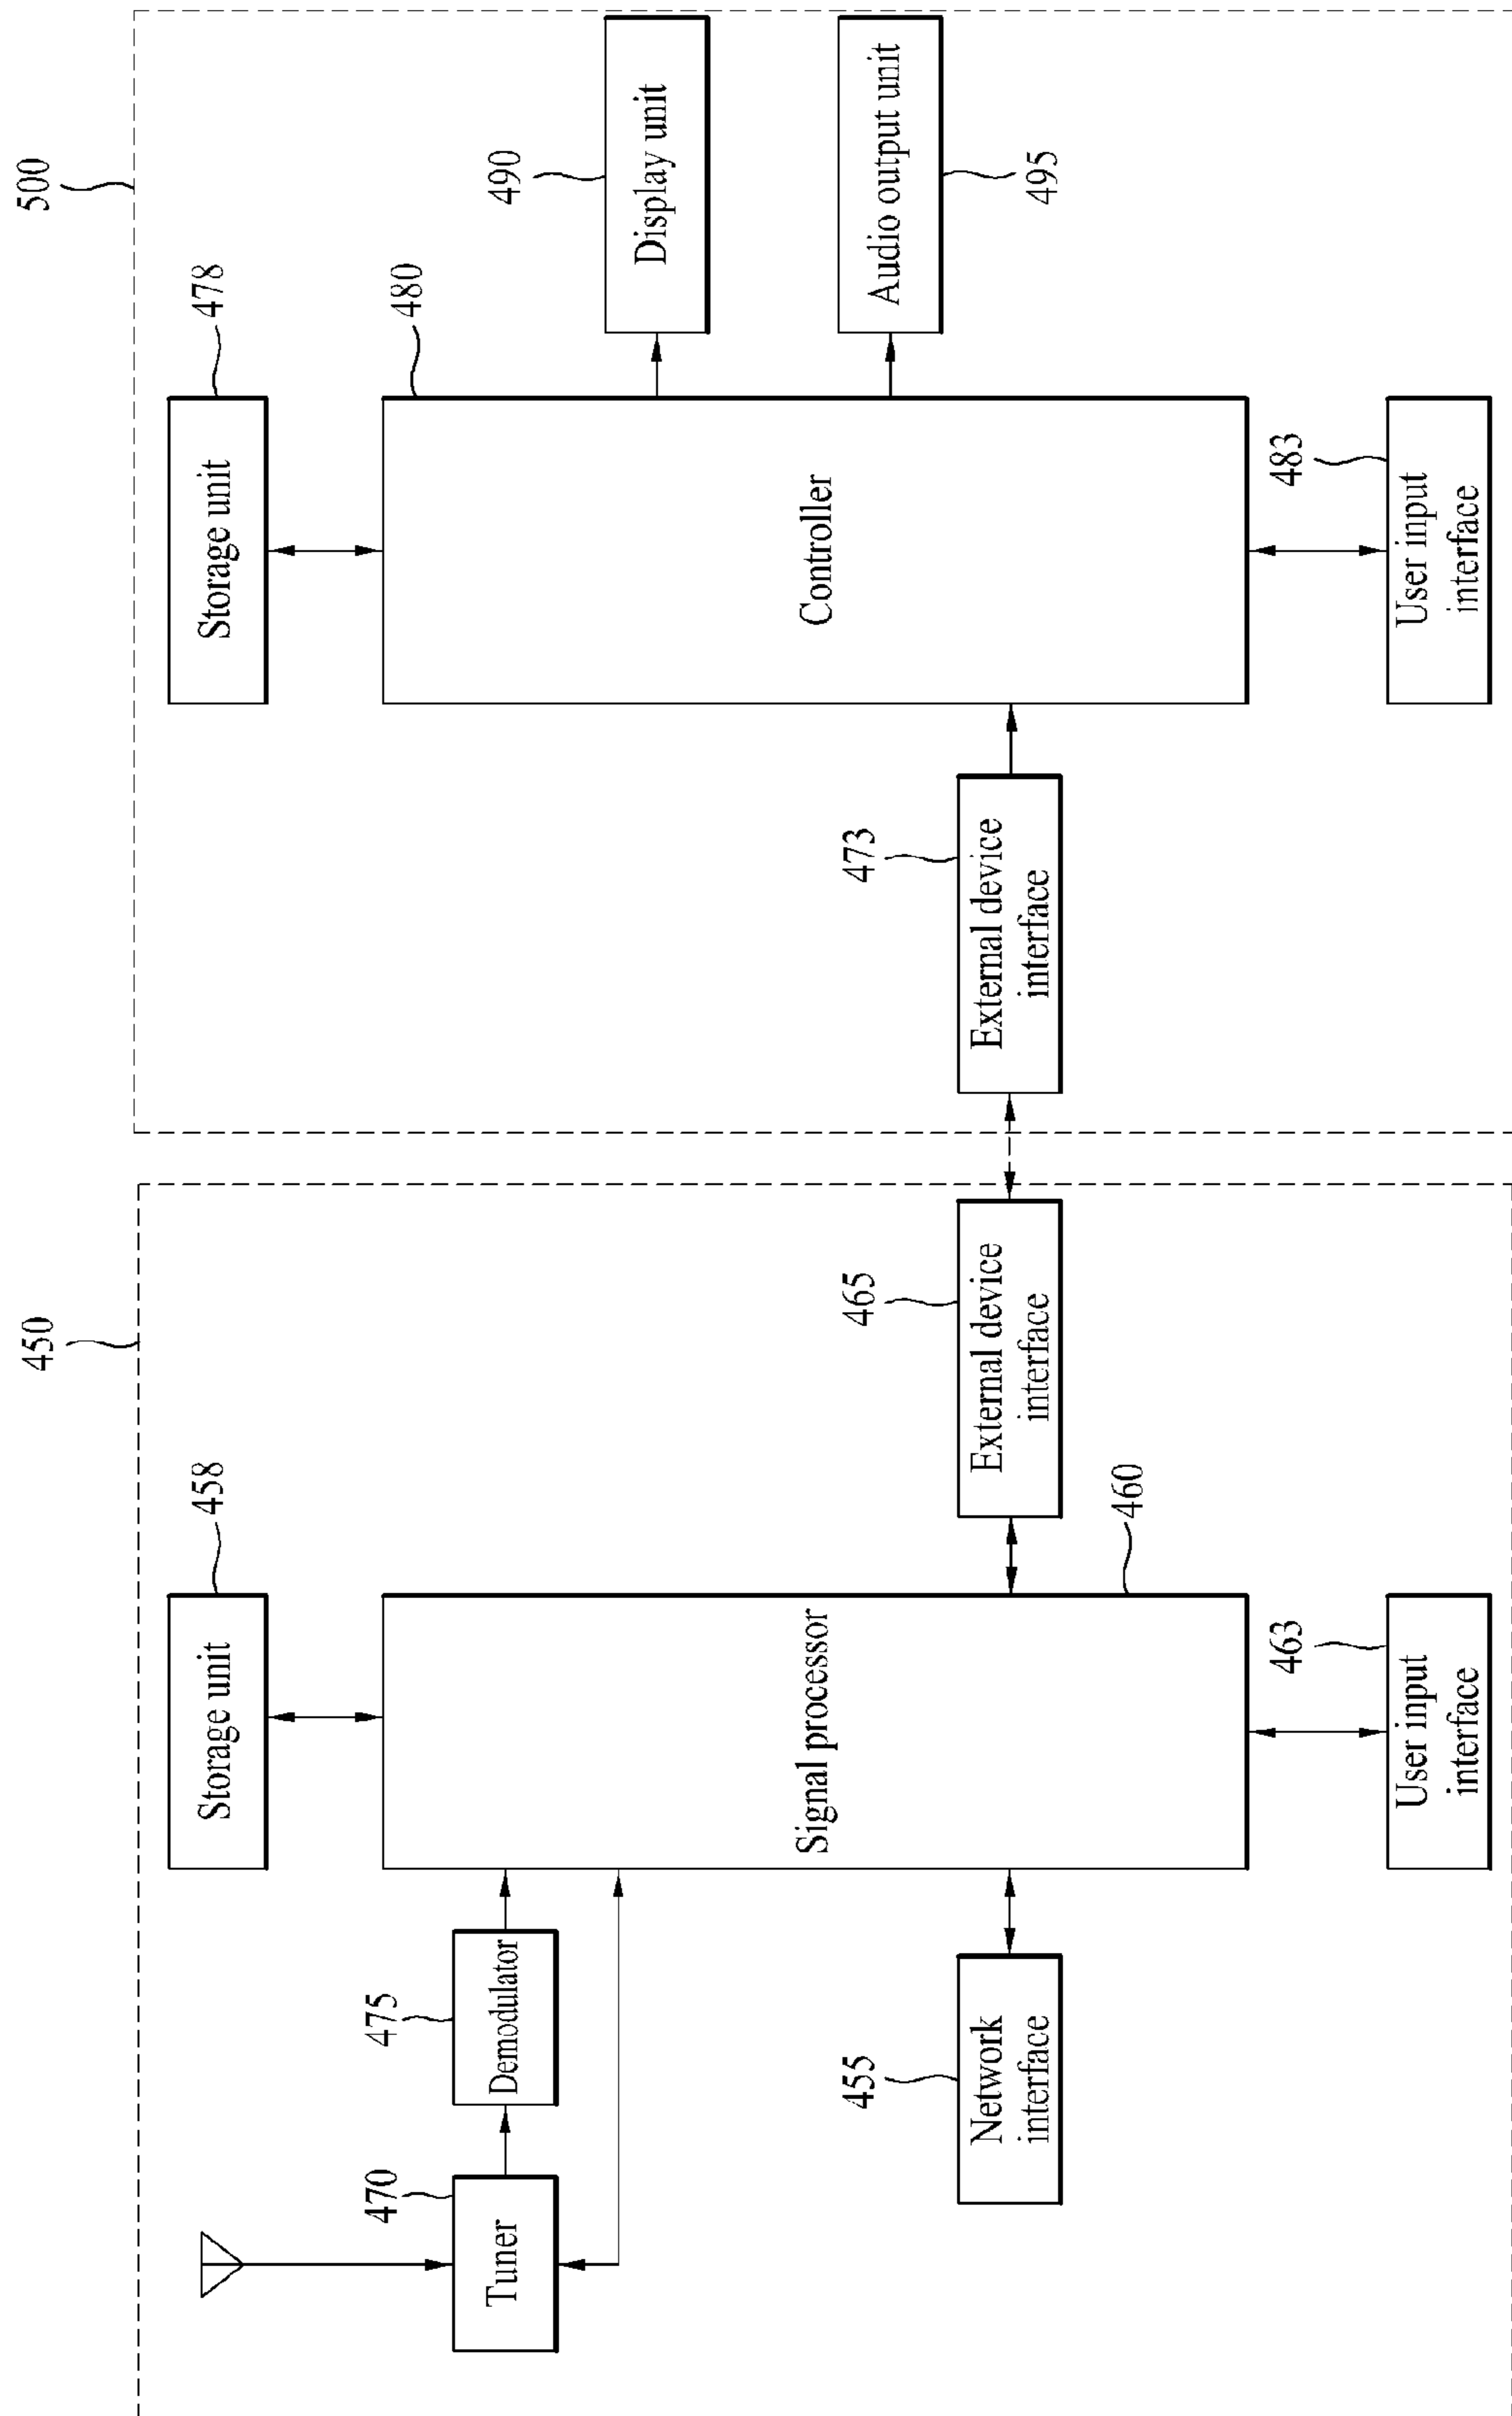 450
500
458
Storage unit
478
Storage unit
470
Tuner
475
Demodulator
Signal processor
480
Controller
490
Display unit
495
Audio output unit
455
Network
interface
465
External device
interface
473
External device
interface
460
463
User input
interface
483
User input
interface